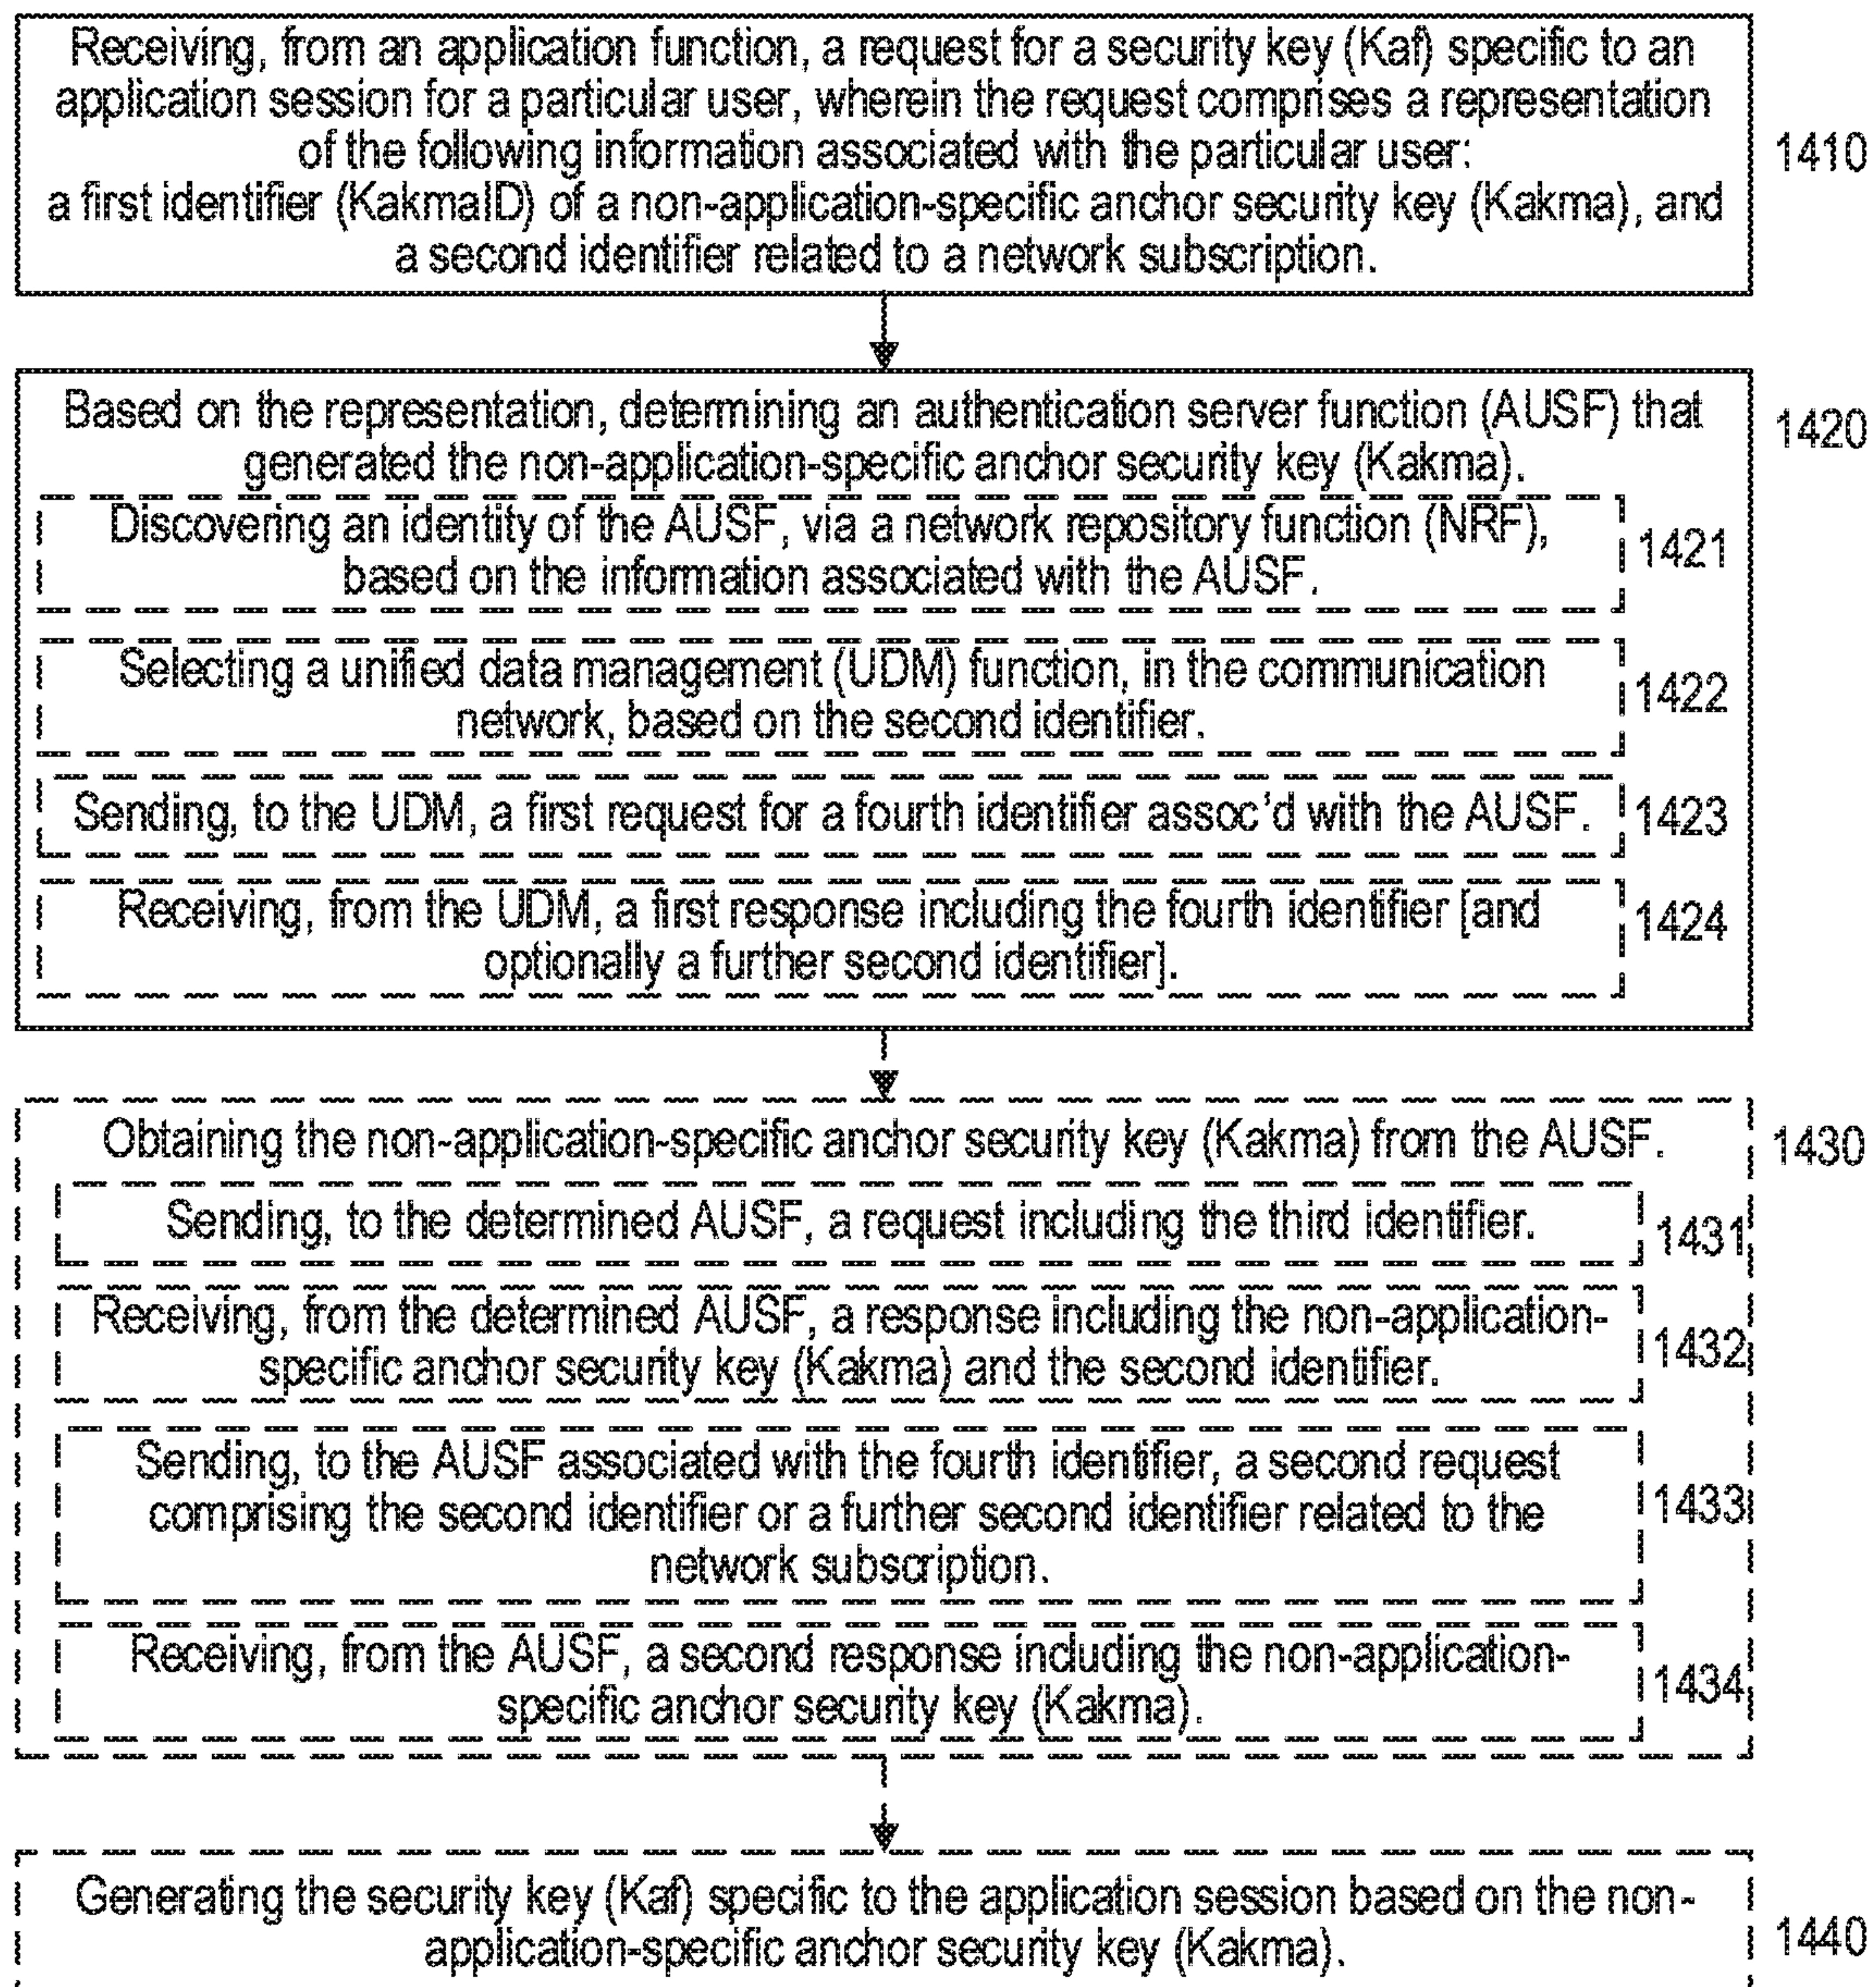 Receiving, from an application function, a request for a security key (Kaf) specific to an
application session for a particular user, wherein the request comprises a representation
of the following information associated with the particular user:
a first identifier (KakmaID) of a non-application-specific anchor security key (Kakma), and
a second identifier related to a network subscription.
1410
Based on the representation, determining an authentication server function (AUSF) that
generated the non-application-specific anchor security key (Kakma).
1420
Discovering an identity of the AUSF, via a network repository function (NRF),
based on the information associated with the AUSF.
1421
Selecting a unified data management (UDM) function, in the communication
network, based on the second identifier.
1422
Sending, to the UDM, a first request for a fourth identifier assoc'd with the AUSF.
1423
Receiving, from the UDM, a first response including the fourth identifier [and
optionally a further second identifier].
1424
Obtaining the non-application-specific anchor security key (Kakma) from the AUSF.
1430
Sending, to the determined AUSF, a request including the third identifier.
1431
Receiving, from the determined AUSF, a response including the non-application-
specific anchor security key (Kakma) and the second identifier.
1432
Sending, to the AUSF associated with the fourth identifier, a second request
comprising the second identifier or a further second identifier related to the
network subscription.
1433
Receiving, from the AUSF, a second response including the non-application-
specific anchor security key (Kakma).
1434
Generating the security key (Kaf) specific to the application session based on the non-
application-specific anchor security key (Kakma).
1440